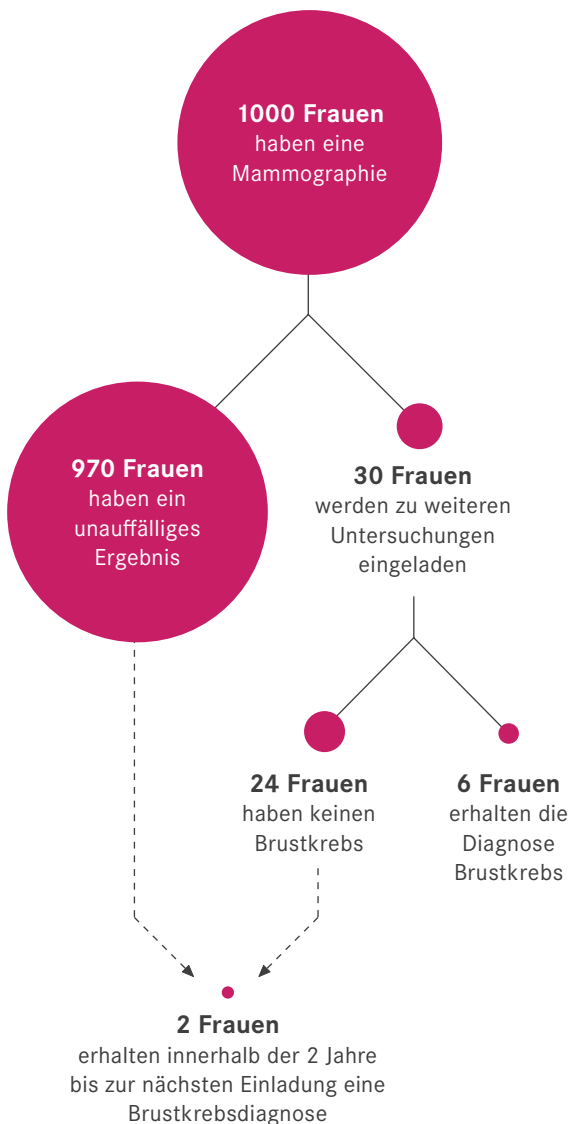 1000 Frauen
haben eine
Mammographie
970 Frauen
haben ein
unauffälliges
Ergebnis
30 Frauen
werden zu weiteren
Untersuchungen
eingeladen
24 Frauen
haben keinen
Brustkrebs
6 Frauen
erhalten die
Diagnose
Brustkrebs
2 Frauen
erhalten innerhalb der 2 Jahre
bis zur nächsten Einladung eine
Brustkrebsdiagnose